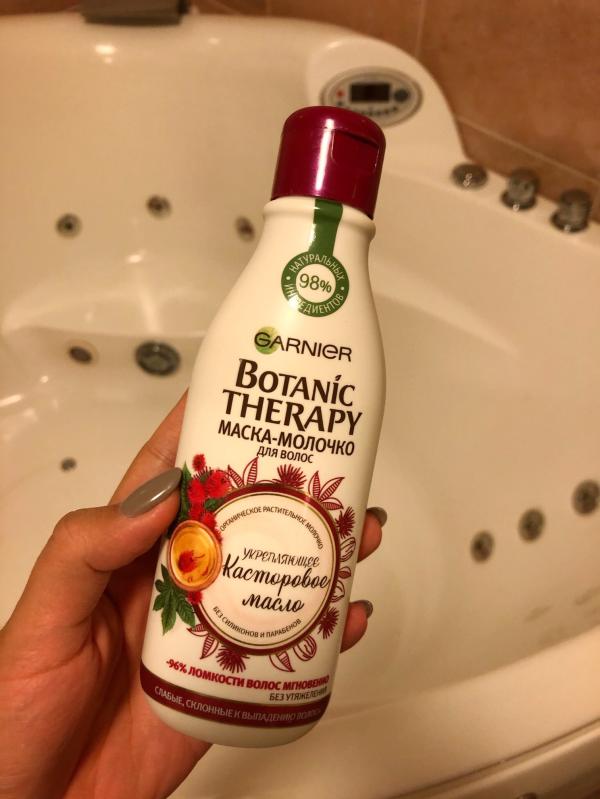 НАТУРАЛЬНЫХ
98%
ИНГРЕДИЕНТОВ
GARNIER
BOTANIC
THERAPY
МАСКА-МОЛОЧКО
ДЛЯ ВОЛОС
ОРГАНИЧЕСКОЕ РАСТИТЕЛЬНОЕ МОЛОЧКО
УКРЕПЛЯЮЩЕЕ
Касторовое
масло
БЕЗ СИЛИКОНОВ И ПАРАБЕНОВ
-96% ЛОМКОСТИ ВОЛОС МГНОВЕННО
БЕЗ УТЯЖЕЛЕНИЯ
СЛАБЫЕ, СКЛОННЫЕ К ВЫПАДЕНИЮ ВОЛОСЫ